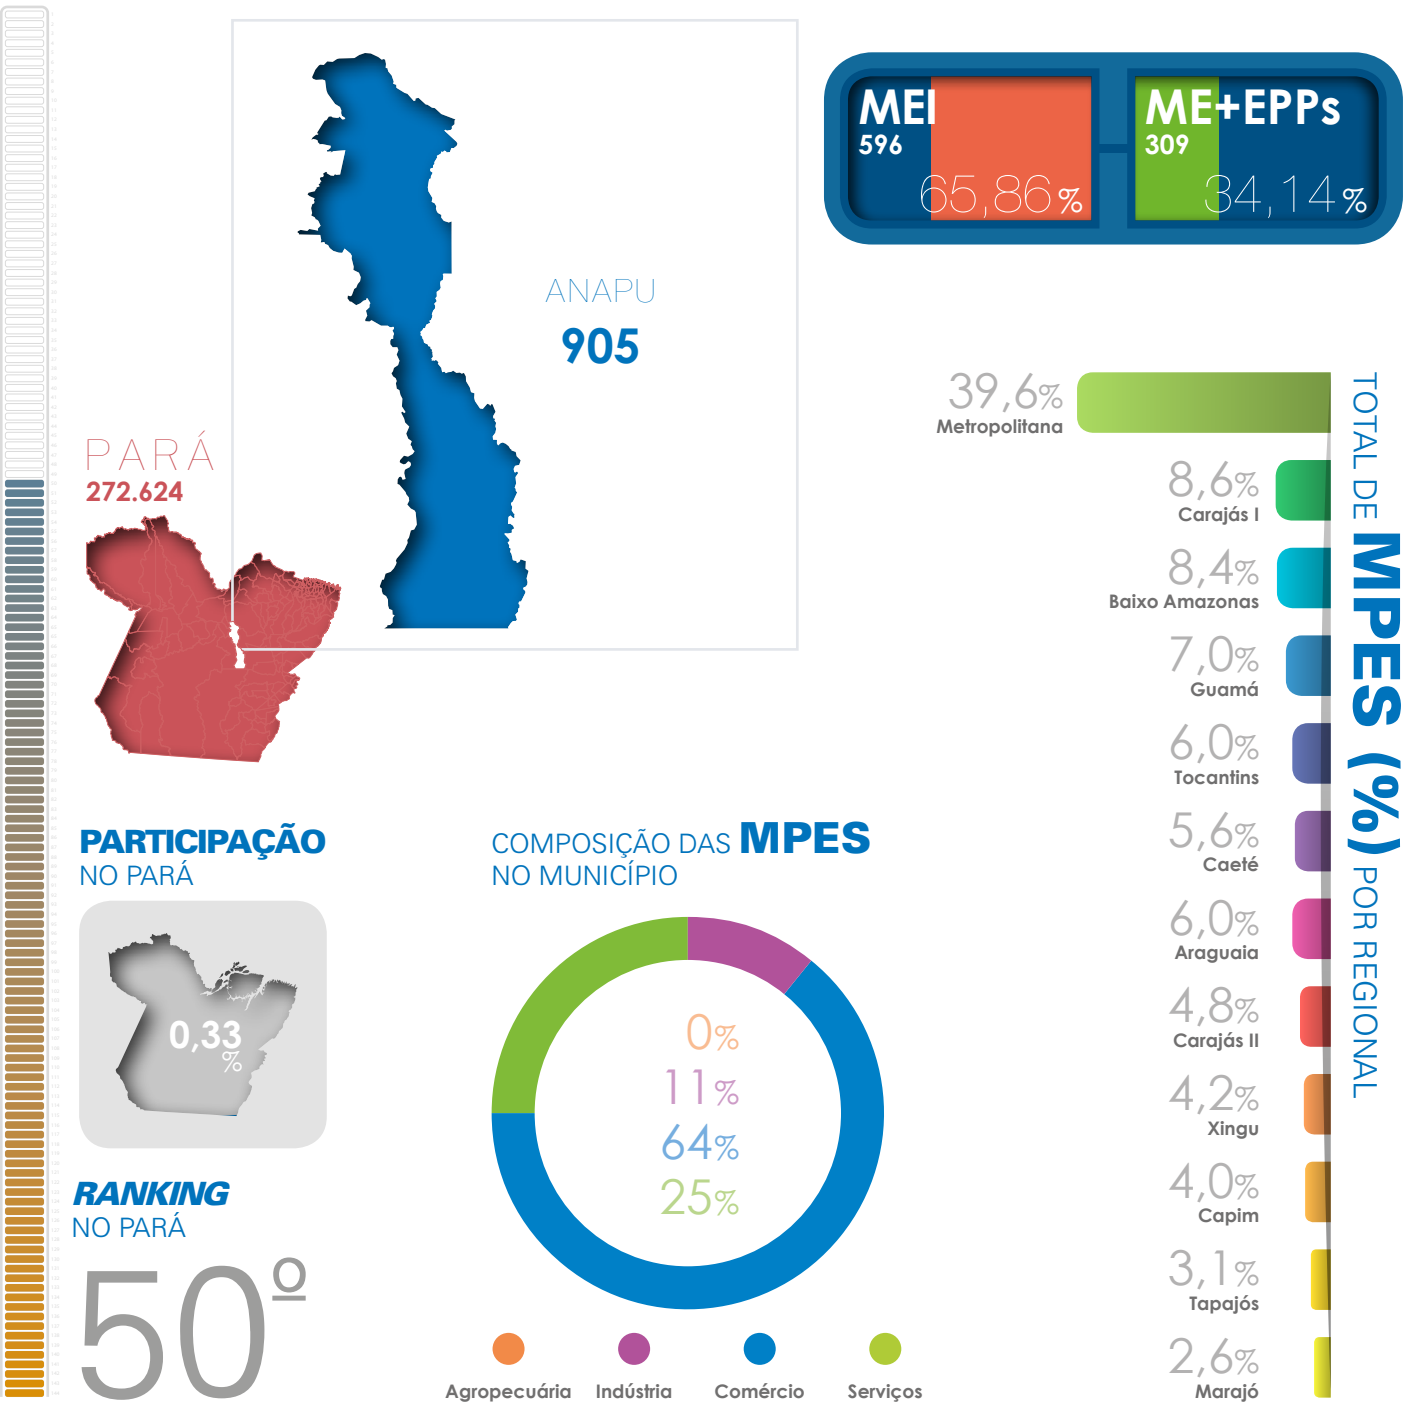 MEI
596
65,86%
ME+EPPs
309
34,14%
ANAPU
905
PARÁ
272.624
TOTAL DE MPES (%) POR REGIONAL
39,6%
Metropolitana
8,6%
Carajás I
8,4%
Baixo Amazonas
7,0%
Guamá
6,0%
Tocantins
5,6%
Caeté
6,0%
Araguaia
4,8%
Carajás II
4,2%
Xingu
4,0%
Capim
3,1%
Tapajós
2,6%
Marajó
PARTICIPAÇÃO
NO PARÁ
0,33
%
RANKING
NO PARÁ
50º
COMPOSIÇÃO DAS MPES
NO MUNICÍPIO
0%
11%
64%
25%
Agropecuária Indústria Comércio Serviços